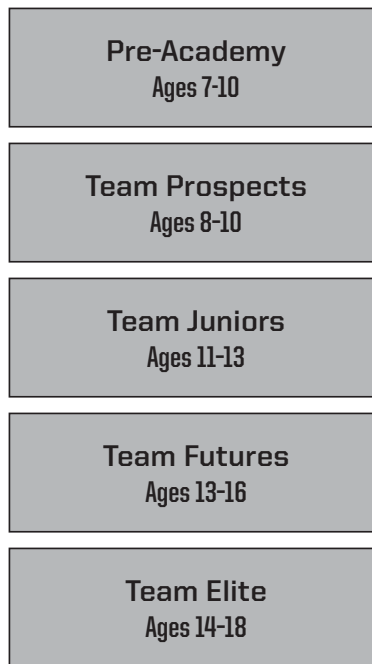 Pre-Academy
Ages 7-10
Team Prospects
Ages 8-10
Team Juniors
Ages 11-13
Team Futures
Ages 13-16
Team Elite
Ages 14-18